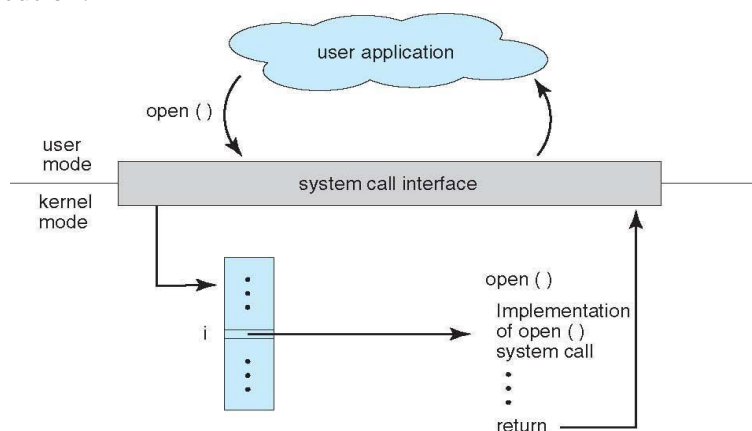 user application
open ( )
user
mode
system call interface
kernel
mode
open ( )
i
Implementation
of open ( )
system call
return